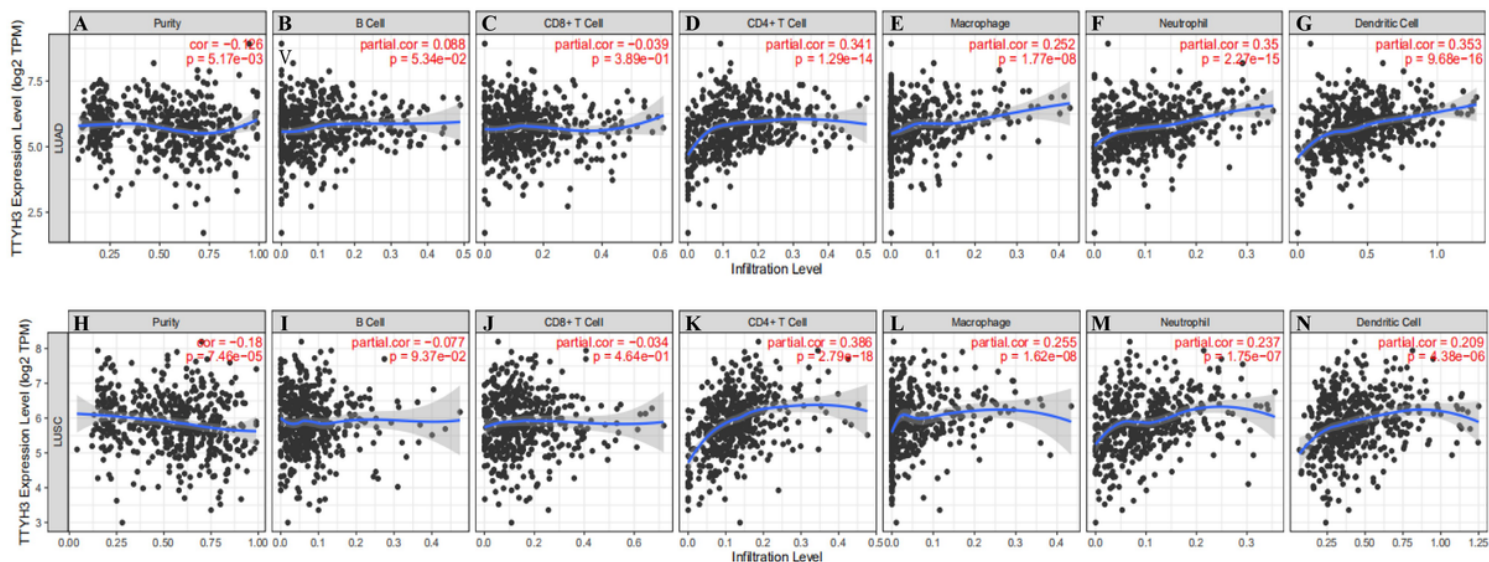 A Purity
cor = −0.126
p = 5.17e−03
B B Cell
partial.cor = 0.088
p = 5.34e−02
V
C CD8+ T Cell
partial.cor = −0.039
p = 3.89e−01
D CD4+ T Cell
partial.cor = 0.341
p = 1.29e−14
E Macrophage
partial.cor = 0.252
p = 1.77e−08
F Neutrophil
partial.cor = 0.35
p = 2.27e−15
G Dendritic Cell
partial.cor = 0.353
p = 9.68e−16
TTYH3 Expression Level (log2 TPM)
LUAD
7.5
5.0
2.5
0.25 0.50 0.75 1.00
0.0 0.1 0.2 0.3 0.4 0.5
0.0 0.2 0.4 0.6
0.0 0.1 0.2 0.3 0.4 0.5
0.0 0.1 0.2 0.3 0.4
0.0 0.1 0.2 0.3
0.0 0.5 1.0
Infiltration Level
H Purity
cor = −0.18
p = 7.46e−05
I B Cell
partial.cor = −0.077
p = 9.37e−02
J CD8+ T Cell
partial.cor = −0.034
p = 4.64e−01
K CD4+ T Cell
partial.cor = 0.386
p = 2.79e−18
L Macrophage
partial.cor = 0.255
p = 1.62e−08
M Neutrophil
partial.cor = 0.237
p = 1.75e−07
N Dendritic Cell
partial.cor = 0.209
p = 4.38e−06
TTYH3 Expression Level (log2 TPM)
LUSC
8
7
6
5
4
3
0.00 0.25 0.50 0.75 1.00
0.0 0.1 0.2 0.3 0.4 0.5
0.0 0.2 0.4 0.6
0.0 0.1 0.2 0.3 0.4 0.5
0.0 0.1 0.2 0.3 0.4
0.0 0.1 0.2 0.3
0.25 0.50 0.75 1.00 1.25
Infiltration Level